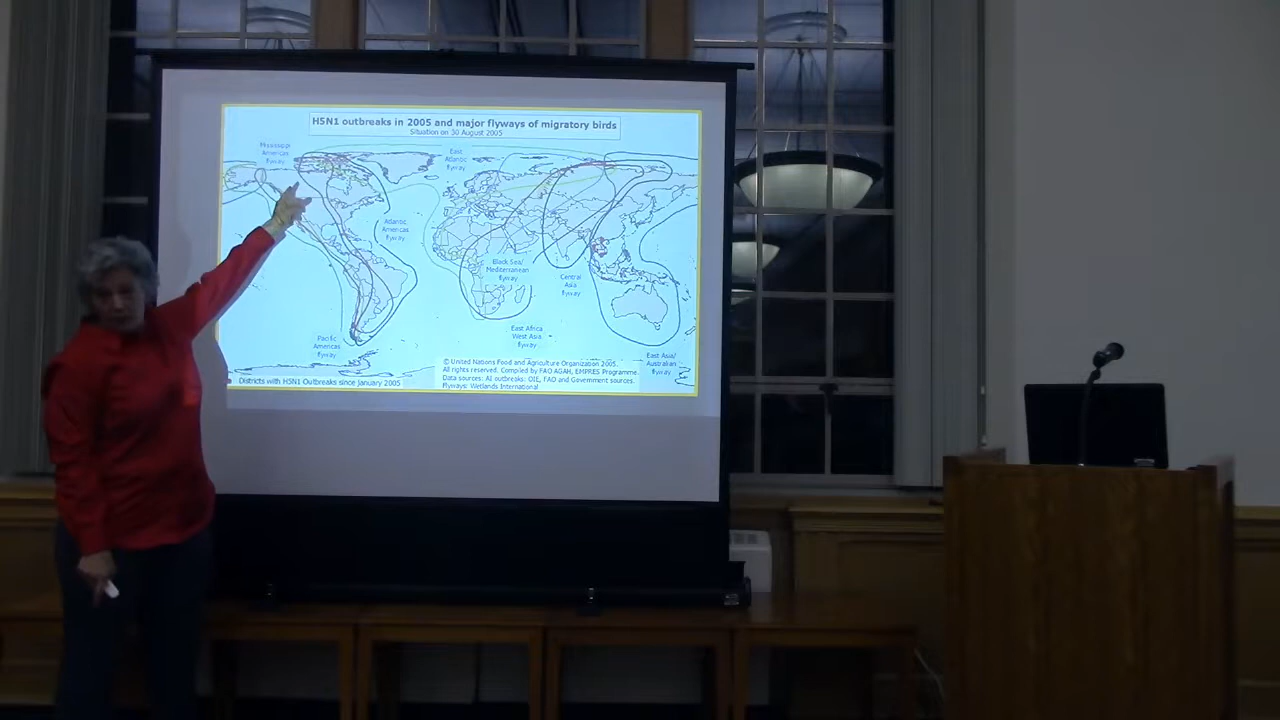 H5N1 outbreaks in 2005 and major flyways of migratory birds
Situation on 30 August 2005
Mississippi
Americas
flyway
East
Atlantic
flyway
Atlantic
Americas
flyway
Black Sea/
Mediterranean
flyway
Central
Asia
flyway
East Africa
West Asia
flyway
Pacific
Americas
flyway
East Asia/
Australian
flyway
Districts with H5N1 Outbreaks since January 2005
© United Nations Food and Agriculture Organization 2005.
All rights reserved. Compiled by FAO AGAH, EMPRES Programme.
Data sources: AI outbreaks: OIE, FAO and Government sources.
Flyways: Wetlands International